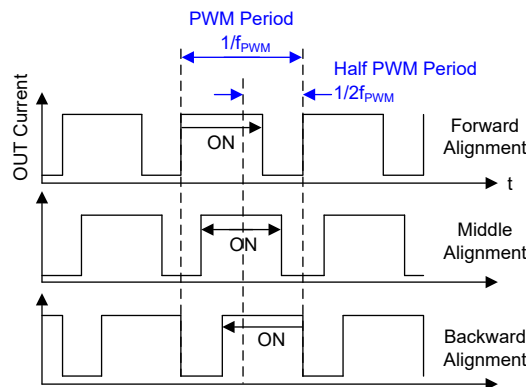 PWM Period
1/fPWM
Half PWM Period
1/2fPWM
OUT Current
ON
Forward
Alignment
t
ON
Middle
Alignment
ON
Backward
Alignment